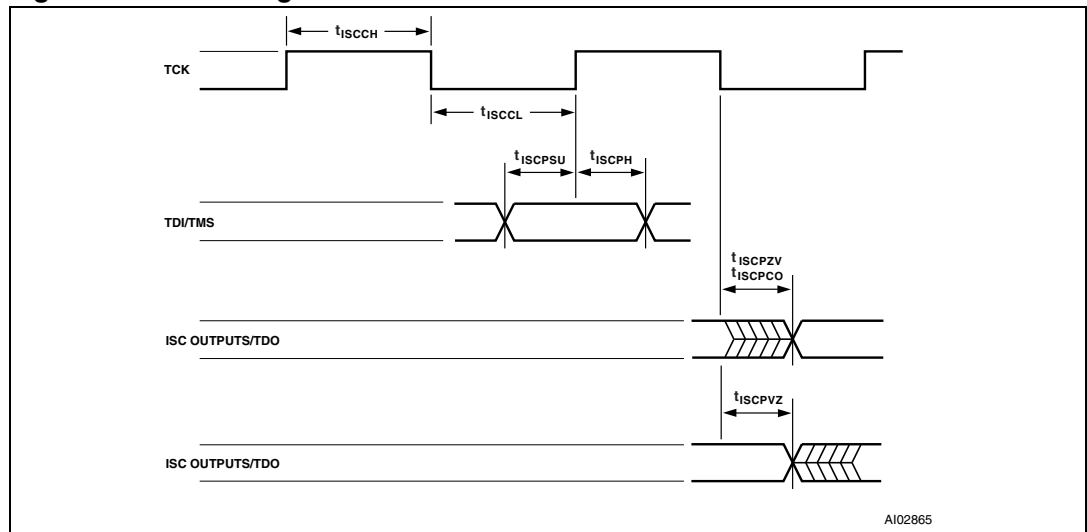 tISCCH
TCK
tISCCL
tISCPSU tISCPH
TDI/TMS
tISCPZV
tISCPCO
ISC OUTPUTS/TDO
tISCPVZ
ISC OUTPUTS/TDO
AI02865